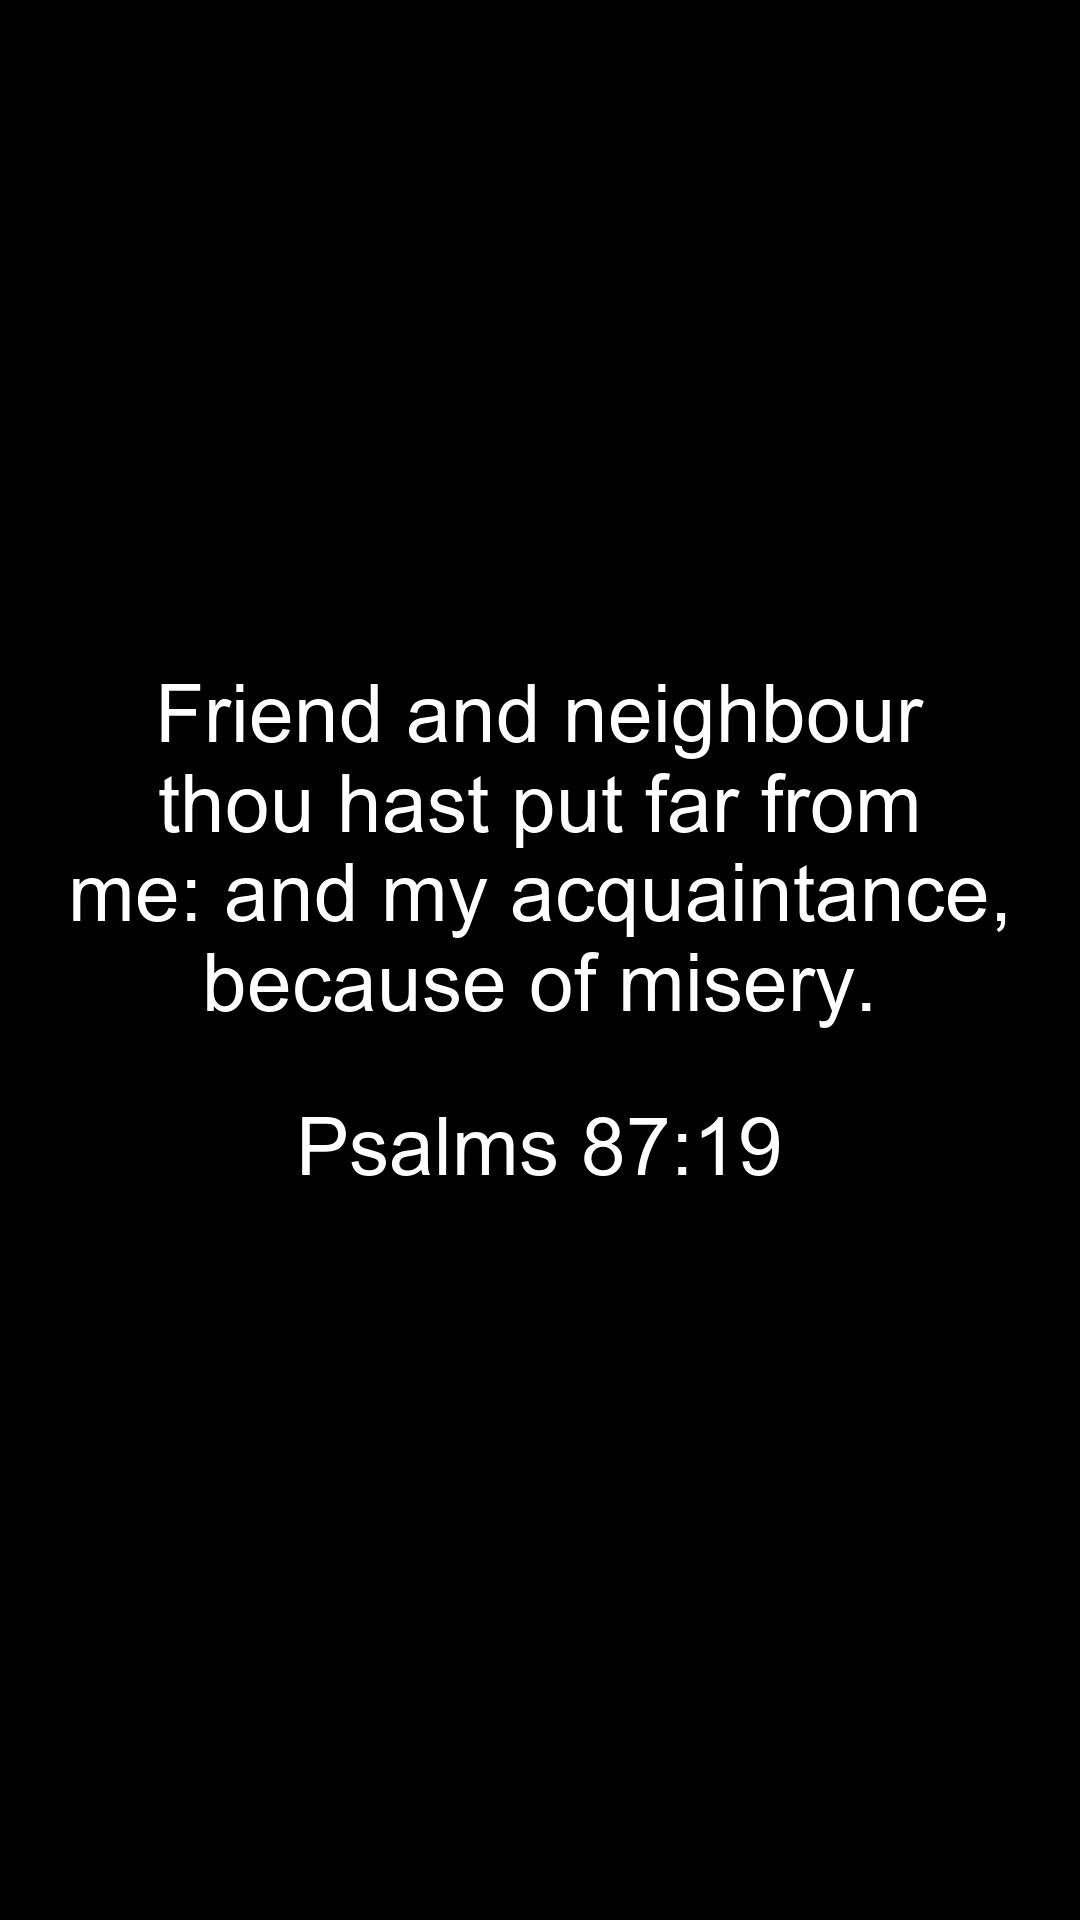 Friend and neighbour
thou hast put far from
me: and my acquaintance,
because of misery.
Psalms 87:19